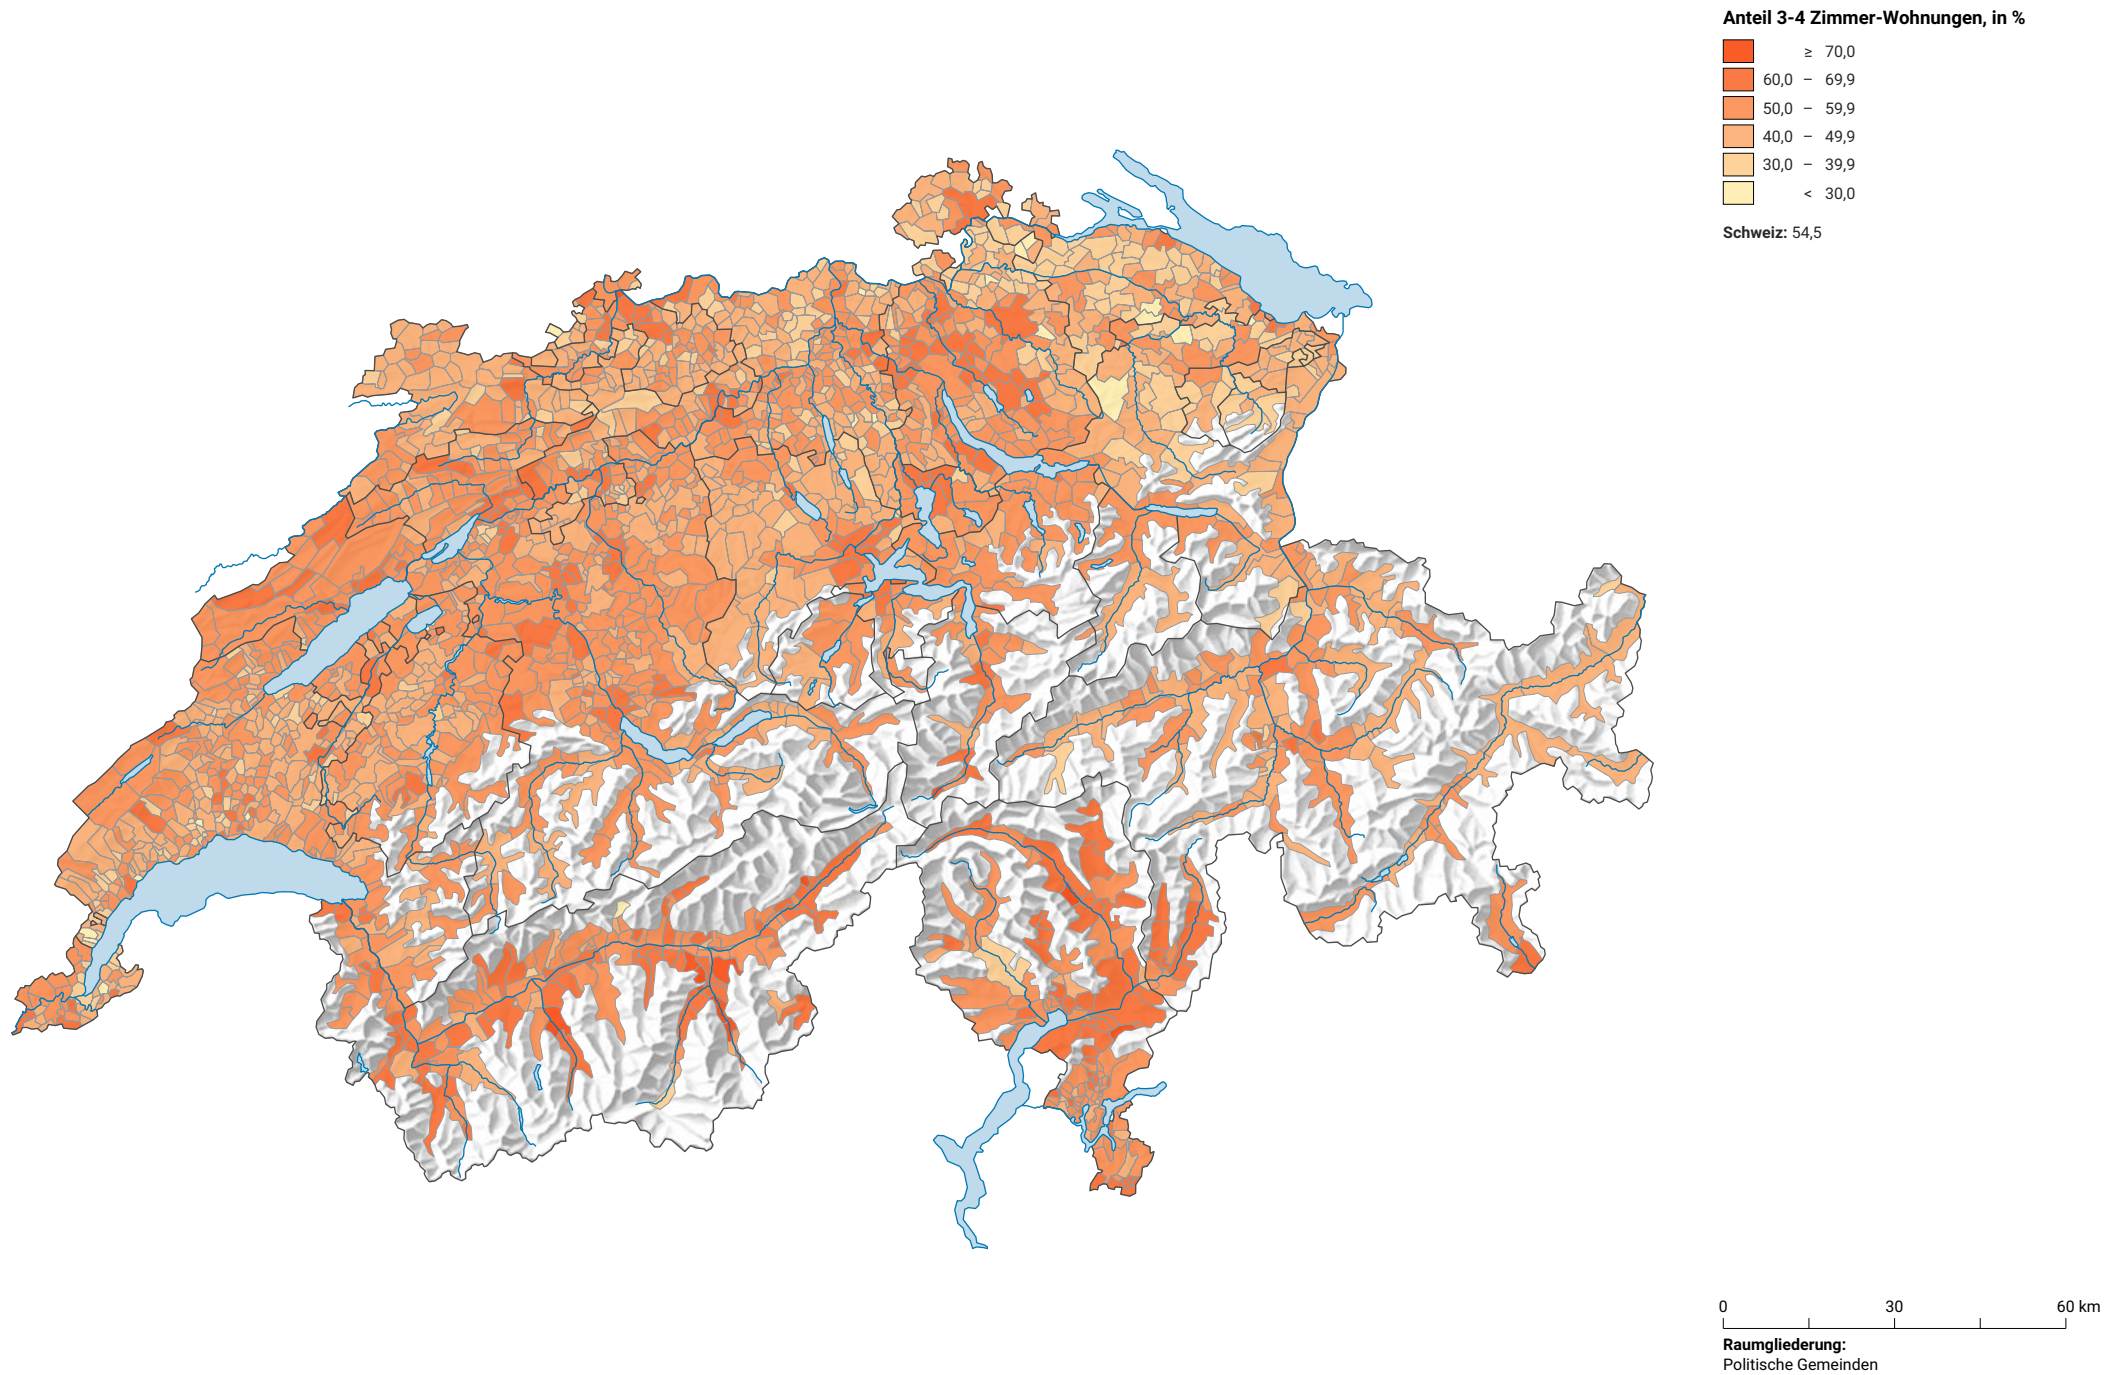 Anteil 3-4 Zimmer-Wohnungen, in %
≥ 70,0
60,0 – 69,9
50,0 – 59,9
40,0 – 49,9
30,0 – 39,9
< 30,0
Schweiz: 54,5
0 30 60 km
Raumgliederung:
Politische Gemeinden